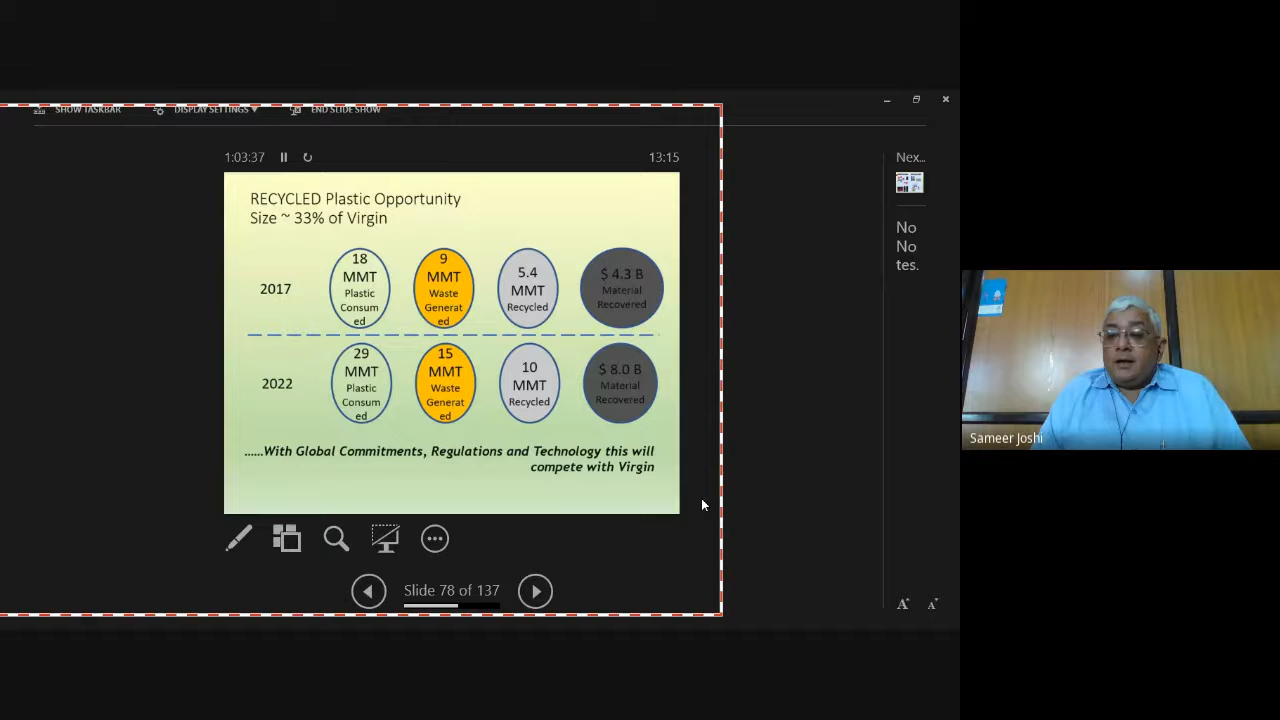 SHOW TASKBAR
DISPLAY SETTINGS
END SLIDE SHOW
1:03:37
13:15
Nex...
No
No
tes.
RECYCLED Plastic Opportunity
Size ~ 33% of Virgin
2017
18
MMT
Plastic
Consum
ed
9
MMT
Waste
Generat
ed
5.4
MMT
Recycled
$ 4.3 B
Material
Recovered
2022
29
MMT
Plastic
Consum
ed
15
MMT
Waste
Generat
ed
10
MMT
Recycled
$ 8.0 B
Material
Recovered
......With Global Commitments, Regulations and Technology this will
compete with Virgin
Slide 78 of 137
A A
Sameer Joshi